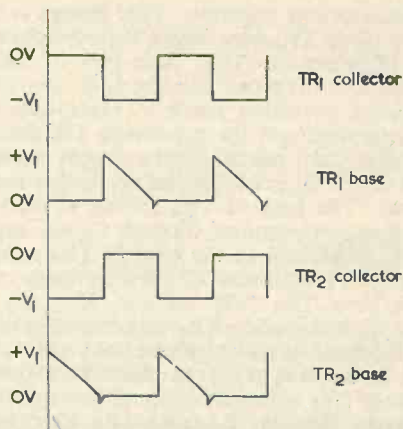 OV
-V1
TR1 collector
+V1
OV
TR1 base
OV
-V1
TR2 collector
+V1
OV
TR2 base